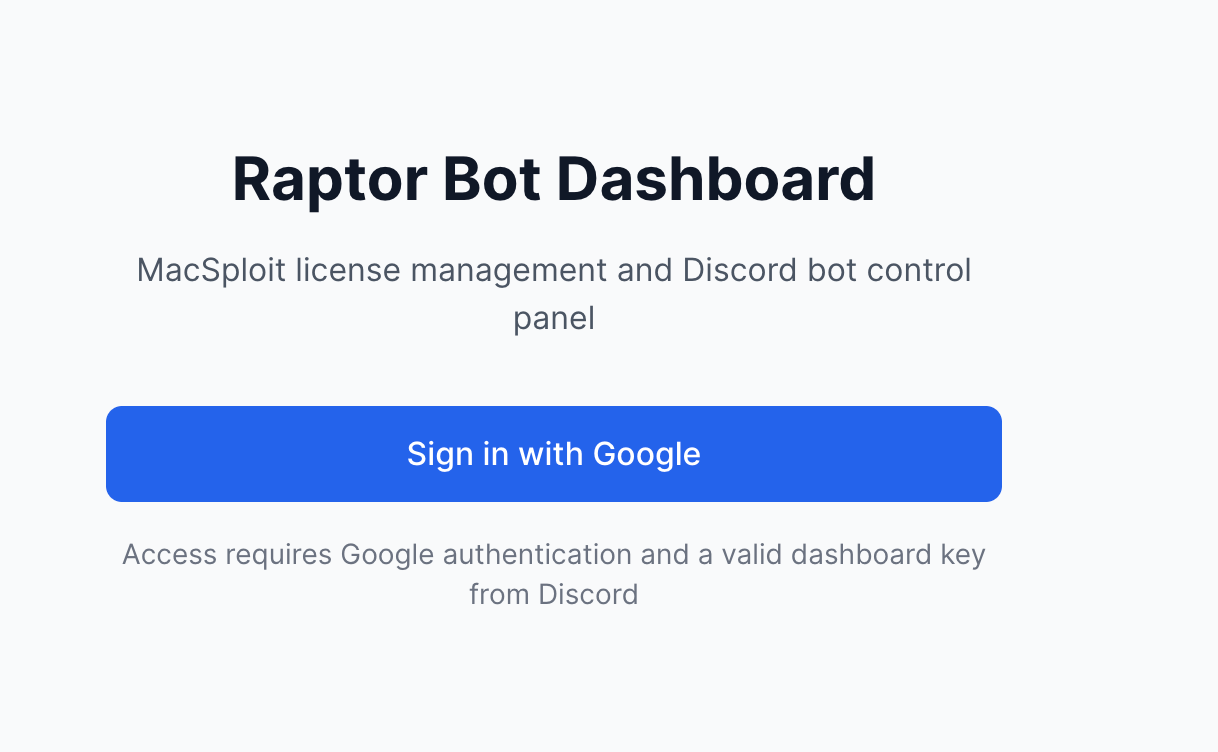 Raptor Bot Dashboard
MacSploit license management and Discord bot control
panel
Sign in with Google
Access requires Google authentication and a valid dashboard key
from Discord